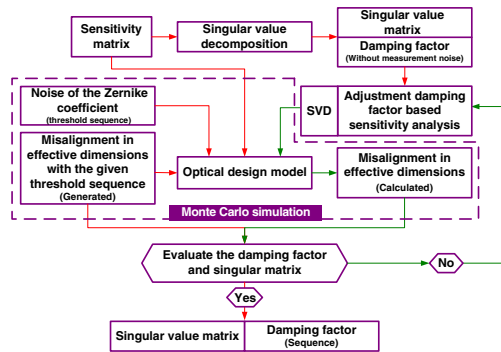 Sensitivity
matrix
Singular value
decomposition
Singular value
matrix
Damping factor
(Without measurement noise)
Noise of the Zernike
coefficient
(threshold sequence)
SVD
Adjustment damping
factor based
sensitivity analysis
Misalignment in
effective dimensions
with the given
threshold sequence
(Generated)
Optical design model
Misalignment in
effective dimensions
(Calculated)
Monte Carlo simulation
Evaluate the damping factor
and singular matrix
No
Yes
Singular value matrix
Damping factor
(Sequence)